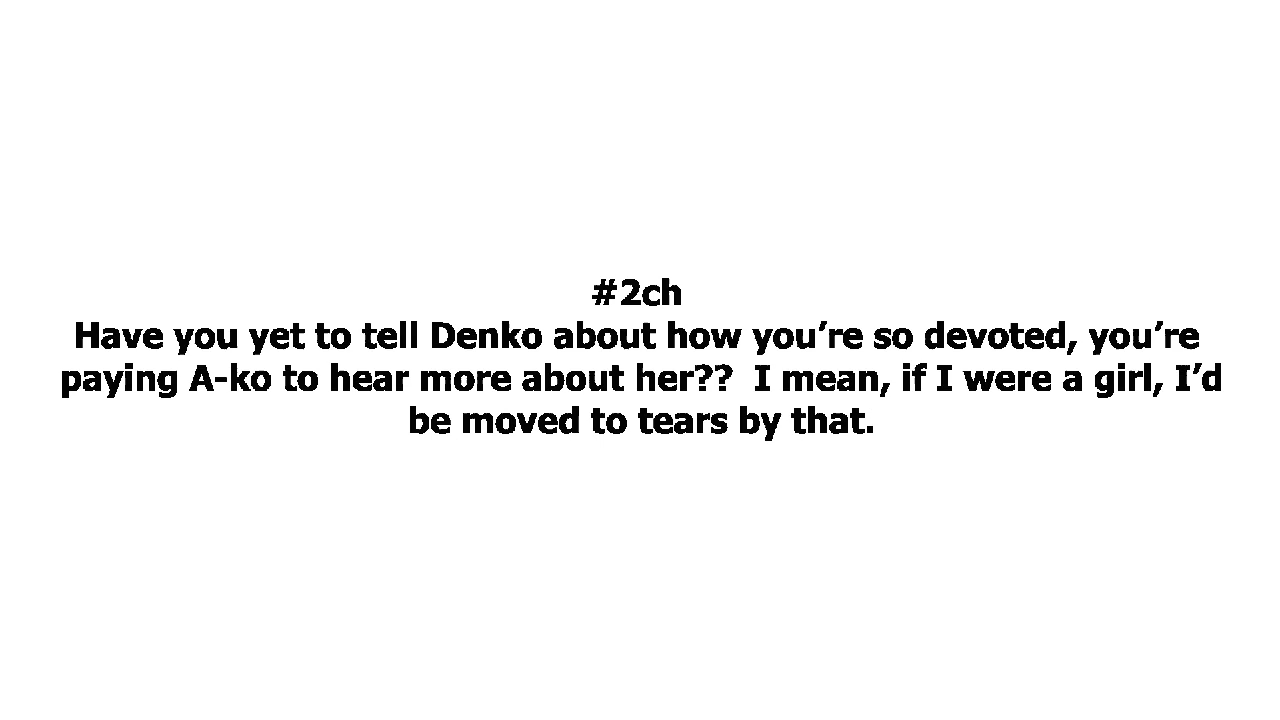 #2ch
Have you yet to tell Denko about how you’re so devoted, you’re
paying A-ko to hear more about her??  I mean, if I were a girl, I’d
be moved to tears by that.